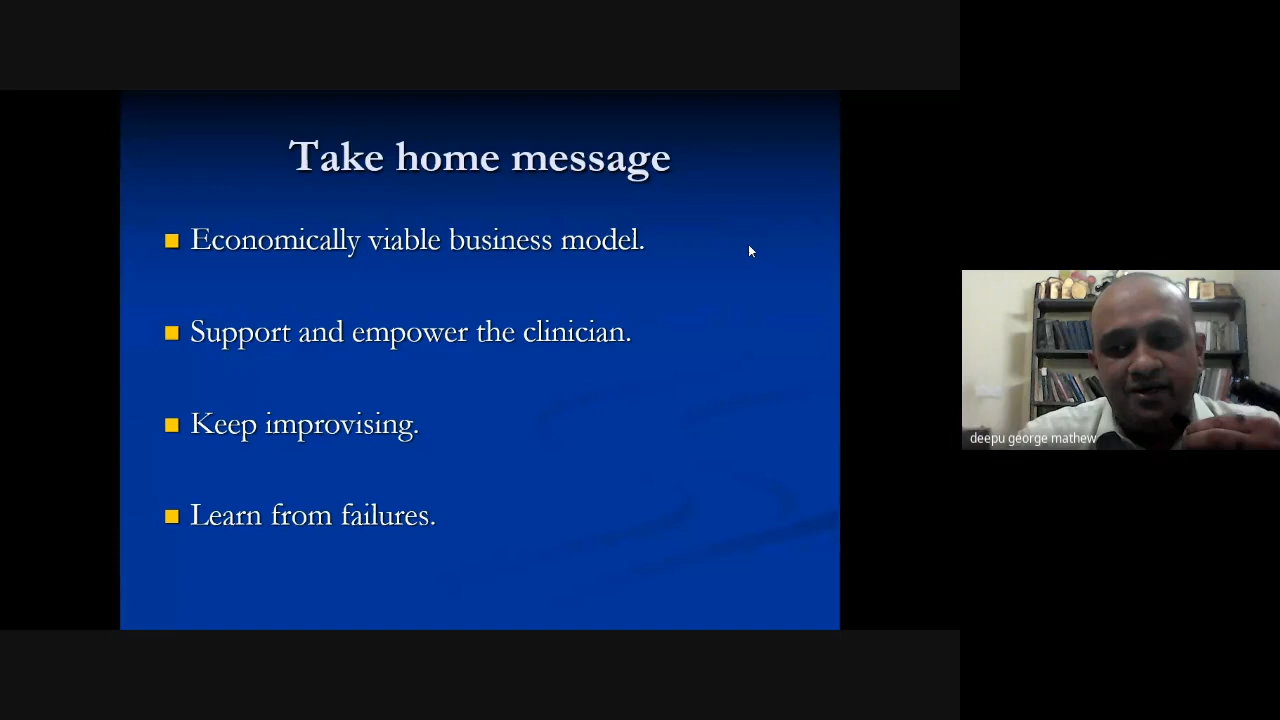 Take home message
Economically viable business model.
Support and empower the clinician.
Keep improvising.
Learn from failures.
deepu george mathew